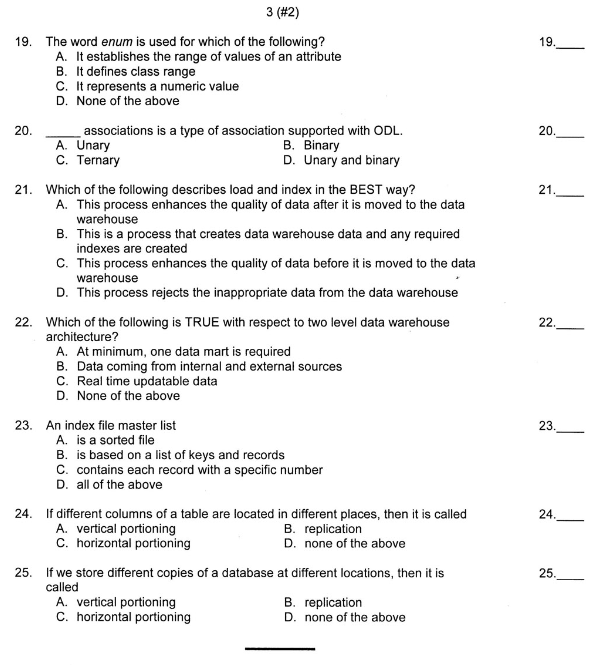 3 (#2)
19. The word enum is used for which of the following? 19.____
A. It establishes the range of values of an attribute
B. It defines class range
C. It represents a numeric value
D. None of the above
20. _____ associations is a type of association supported with ODL. 20.____
A. Unary B. Binary
C. Ternary D. Unary and binary
21. Which of the following describes load and index in the BEST way? 21.____
A. This process enhances the quality of data after it is moved to the data
warehouse
B. This is a process that creates data warehouse data and any required
indexes are created
C. This process enhances the quality of data before it is moved to the data
warehouse
D. This process rejects the inappropriate data from the data warehouse
22. Which of the following is TRUE with respect to two level data warehouse 22.____
architecture?
A. At minimum, one data mart is required
B. Data coming from internal and external sources
C. Real time updatable data
D. None of the above
23. An index file master list 23.____
A. is a sorted file
B. is based on a list of keys and records
C. contains each record with a specific number
D. all of the above
24. If different columns of a table are located in different places, then it is called 24.____
A. vertical portioning B. replication
C. horizontal portioning D. none of the above
25. If we store different copies of a database at different locations, then it is 25.____
called
A. vertical portioning B. replication
C. horizontal portioning D. none of the above